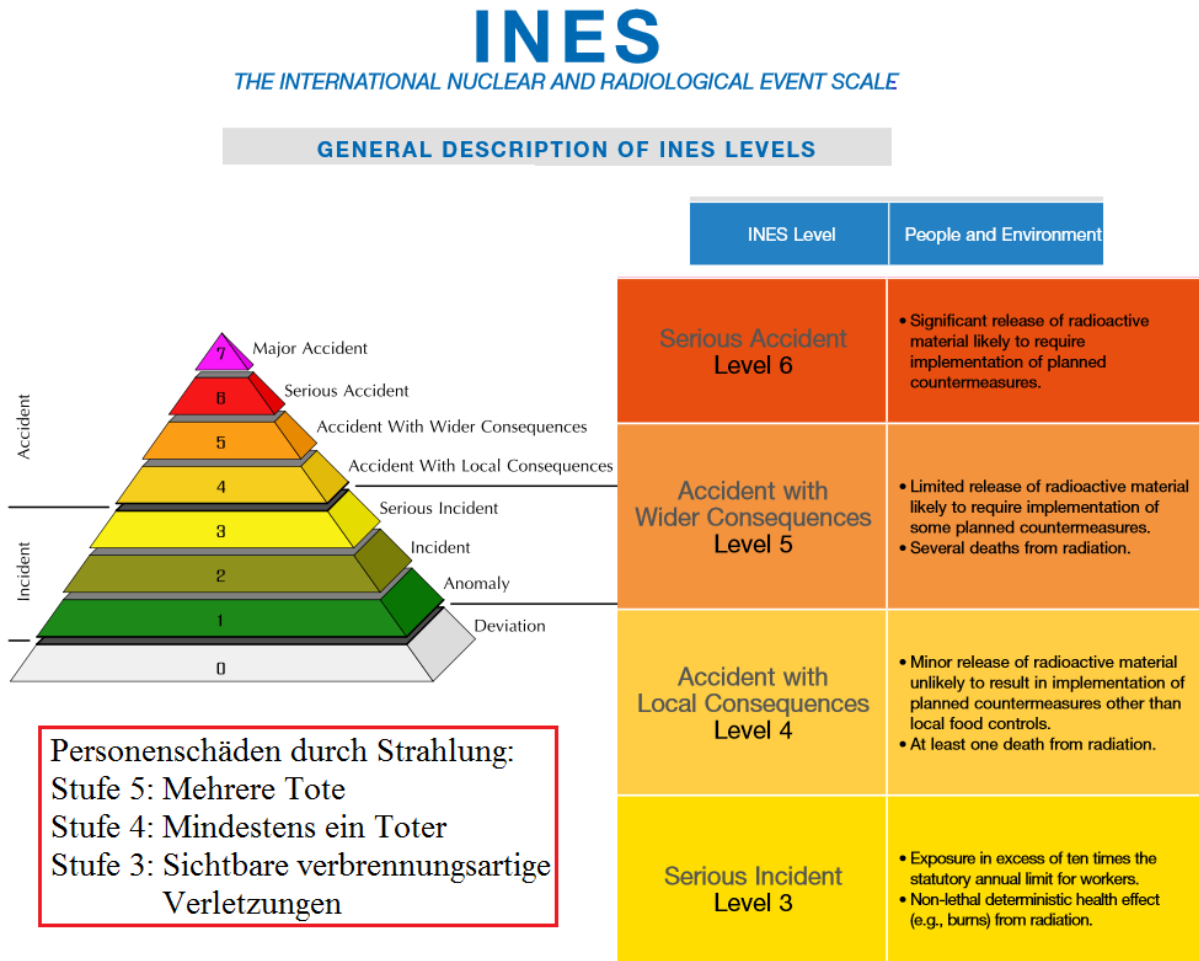 INES
THE INTERNATIONAL NUCLEAR AND RADIOLOGICAL EVENT SCALE
GENERAL DESCRIPTION OF INES LEVELS
Accident
Incident
7
Major Accident
6
Serious Accident
5
Accident With Wider Consequences
4
Accident With Local Consequences
3
Serious Incident
2
Incident
1
Anomaly
0
Deviation
Personenschäden durch Strahlung:
Stufe 5: Mehrere Tote
Stufe 4: Mindestens ein Toter
Stufe 3: Sichtbare verbrennungsartige
Verletzungen
INES Level
People and Environment
Serious Accident
Level 6
• Significant release of radioactive
material likely to require
implementation of planned
countermeasures.
Accident with
Wider Consequences
Level 5
• Limited release of radioactive material
likely to require implementation of
some planned countermeasures.
• Several deaths from radiation.
Accident with
Local Consequences
Level 4
• Minor release of radioactive material
unlikely to result in implementation of
planned countermeasures other than
local food controls.
• At least one death from radiation.
Serious Incident
Level 3
• Exposure in excess of ten times the
statutory annual limit for workers.
• Non-lethal deterministic health effect
(e.g., burns) from radiation.